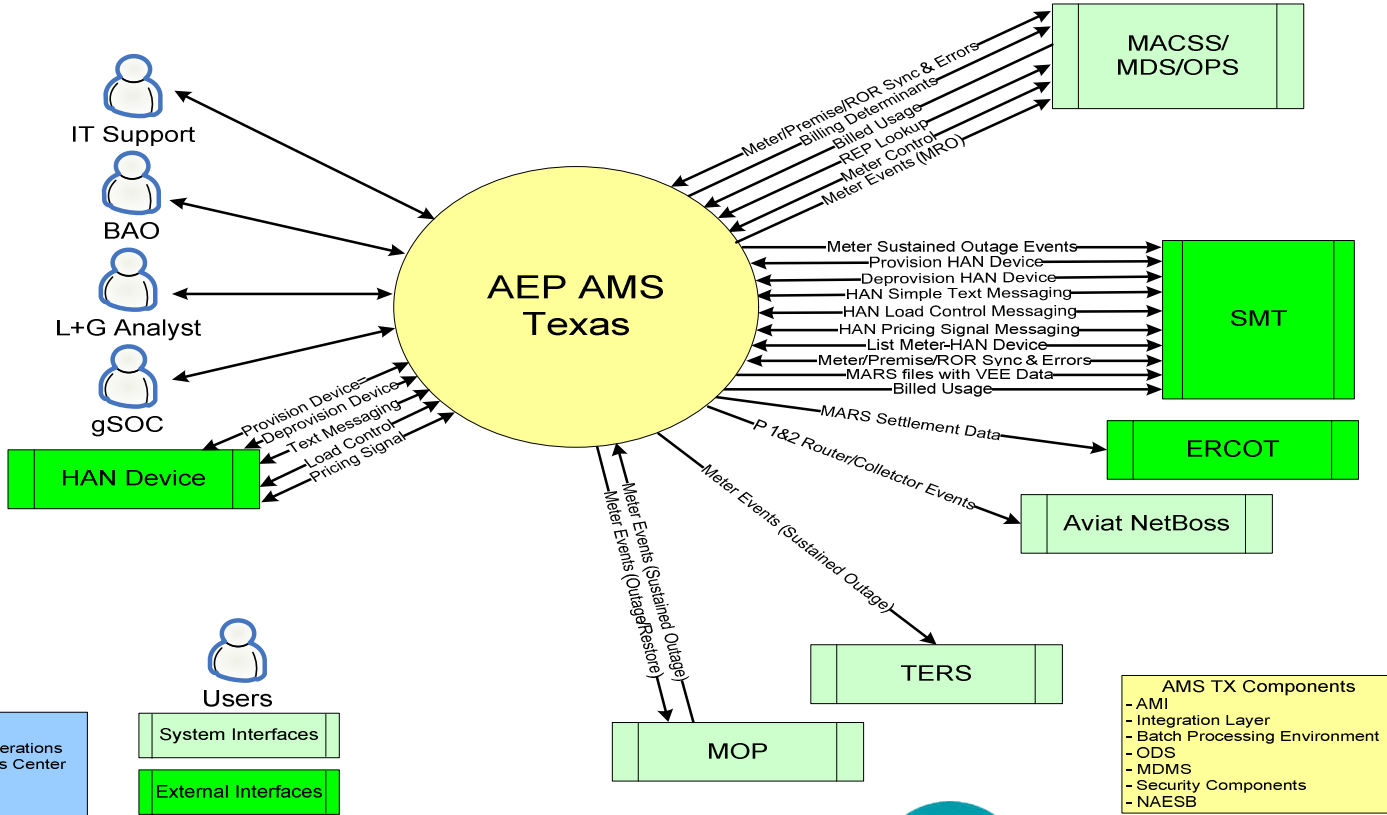 MACSS/
MDS/OPS
Meter/Premise/ROR Sync & Errors
Billing Determinants
Billed Usage
REP Lookup
Meter Control
Meter Events (MRO)
IT Support
BAO
L+G Analyst
gSOC
AEP AMS
Texas
Meter Sustained Outage Events
Provision HAN Device
Deprovision HAN Device
HAN Simple Text Messaging
HAN Load Control Messaging
HAN Pricing Signal Messaging
List Meter-HAN Device
Meter/Premise/ROR Sync & Errors
MARS files with VEE Data
Billed Usage
SMT
Provision Device
Deprovision Device
Text Messaging
Load Control
Pricing Signal
HAN Device
MARS Settlement Data
ERCOT
P 1&2 Router/Colletctor Events
Aviat NetBoss
Meter Events (Sustained Outage)
TERS
Meter Events (Sustained Outage)
Meter Events (Outage/Restore)
MOP
Users
System Interfaces
External Interfaces
erations
s Center
AMS TX Components
- AMI
- Integration Layer
- Batch Processing Environment
- ODS
- MDMS
- Security Components
- NAESB